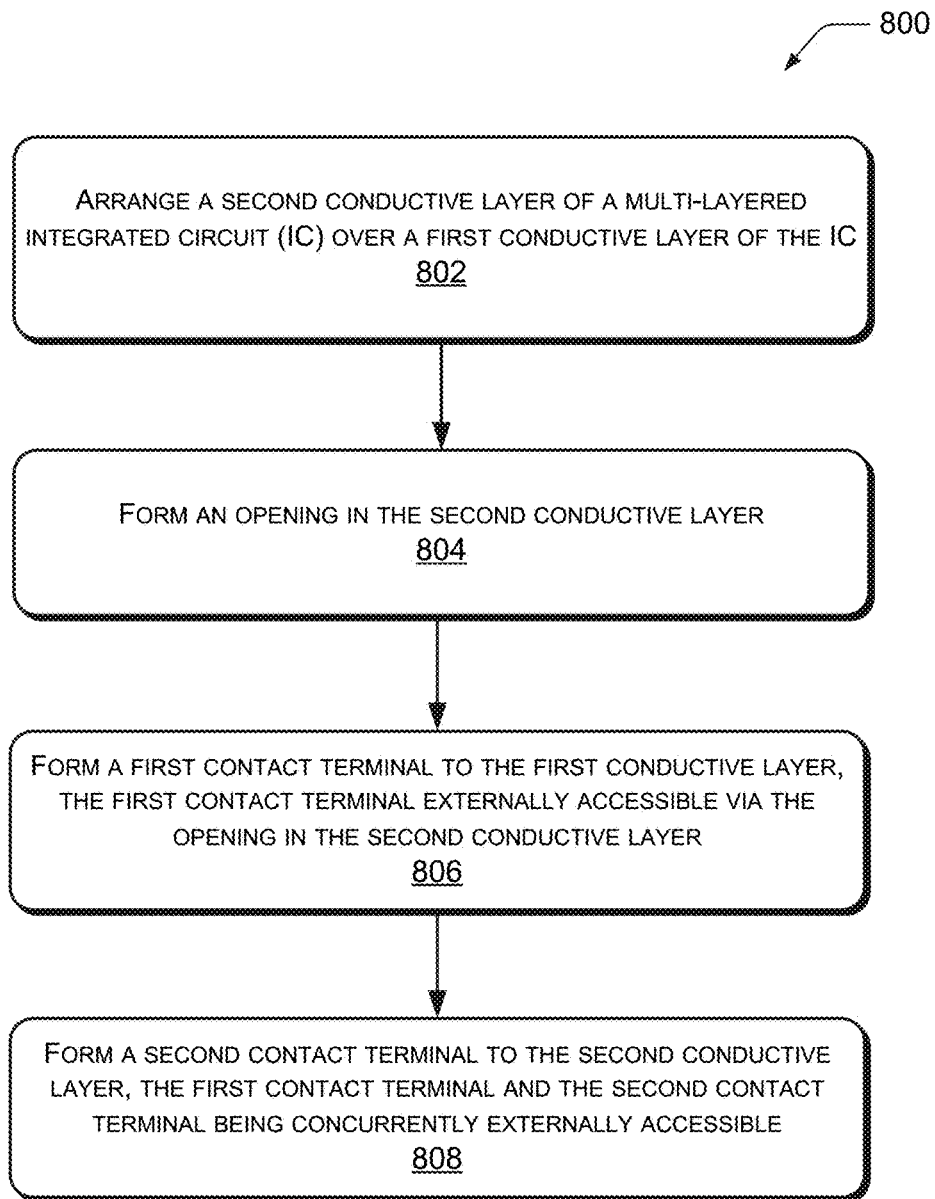 800
ARRANGE A SECOND CONDUCTIVE LAYER OF A MULTI-LAYERED
INTEGRATED CIRCUIT (IC) OVER A FIRST CONDUCTIVE LAYER OF THE IC
802
FORM AN OPENING IN THE SECOND CONDUCTIVE LAYER
804
FORM A FIRST CONTACT TERMINAL TO THE FIRST CONDUCTIVE LAYER,
THE FIRST CONTACT TERMINAL EXTERNALLY ACCESSIBLE VIA THE
OPENING IN THE SECOND CONDUCTIVE LAYER
806
FORM A SECOND CONTACT TERMINAL TO THE SECOND CONDUCTIVE
LAYER, THE FIRST CONTACT TERMINAL AND THE SECOND CONTACT
TERMINAL BEING CONCURRENTLY EXTERNALLY ACCESSIBLE
808